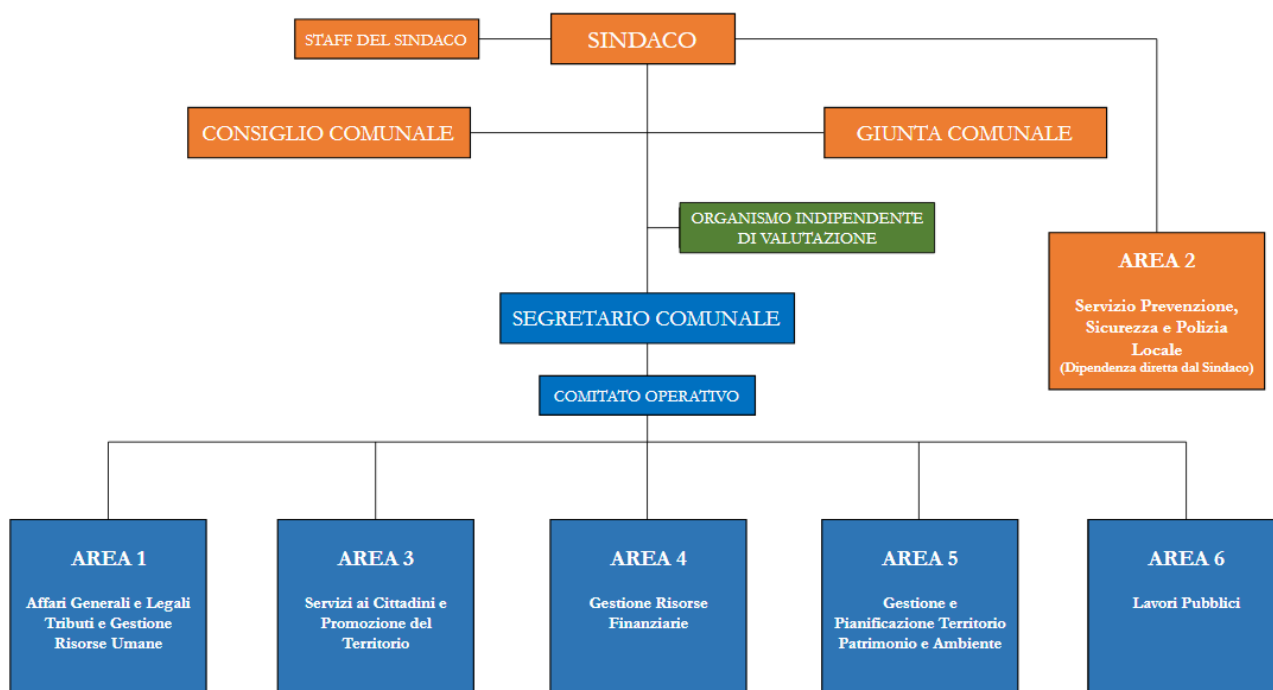 STAFF DEL SINDACO
SINDACO
CONSIGLIO COMUNALE
GIUNTA COMUNALE
ORGANISMO INDIPENDENTE
DI VALUTAZIONE
AREA 2
Servizio Prevenzione,
Sicurezza e Polizia
Locale
(Dipendenza diretta dal Sindaco)
SEGRETARIO COMUNALE
COMITATO OPERATIVO
AREA 1
Affari Generali e Legali
Tributi e Gestione
Risorse Umane
AREA 3
Servizi ai Cittadini e
Promozione del
Territorio
AREA 4
Gestione Risorse
Finanziarie
AREA 5
Gestione e
Pianificazione Territorio
Patrimonio e Ambiente
AREA 6
Lavori Pubblici